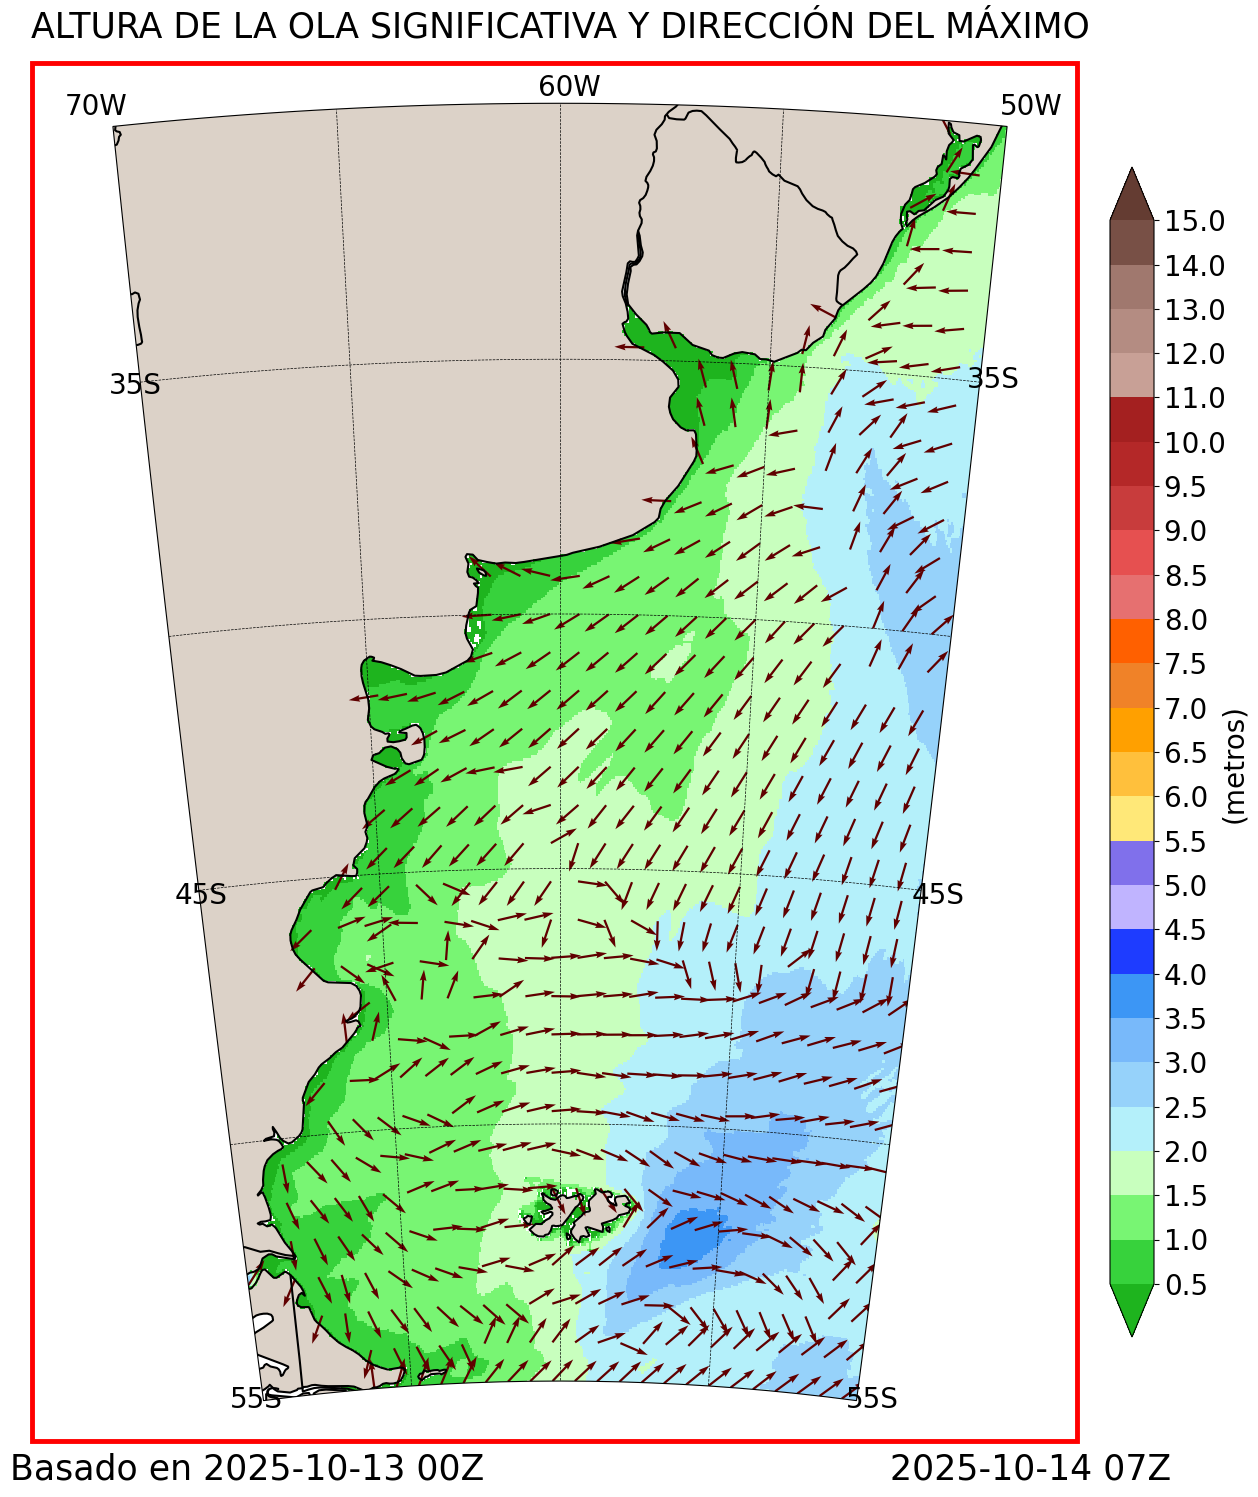 ALTURA DE LA OLA SIGNIFICATIVA Y DIRECCIÓN DEL MÁXIMO
70W
60W
50W
35S
35S
45S
45S
55S
55S
15.0
14.0
13.0
12.0
11.0
10.0
9.5
9.0
8.5
8.0
7.5
7.0
6.5
6.0
5.5
5.0
4.5
4.0
3.5
3.0
2.5
2.0
1.5
1.0
0.5
(metros)
Basado en 2025-10-13 00Z
2025-10-14 07Z